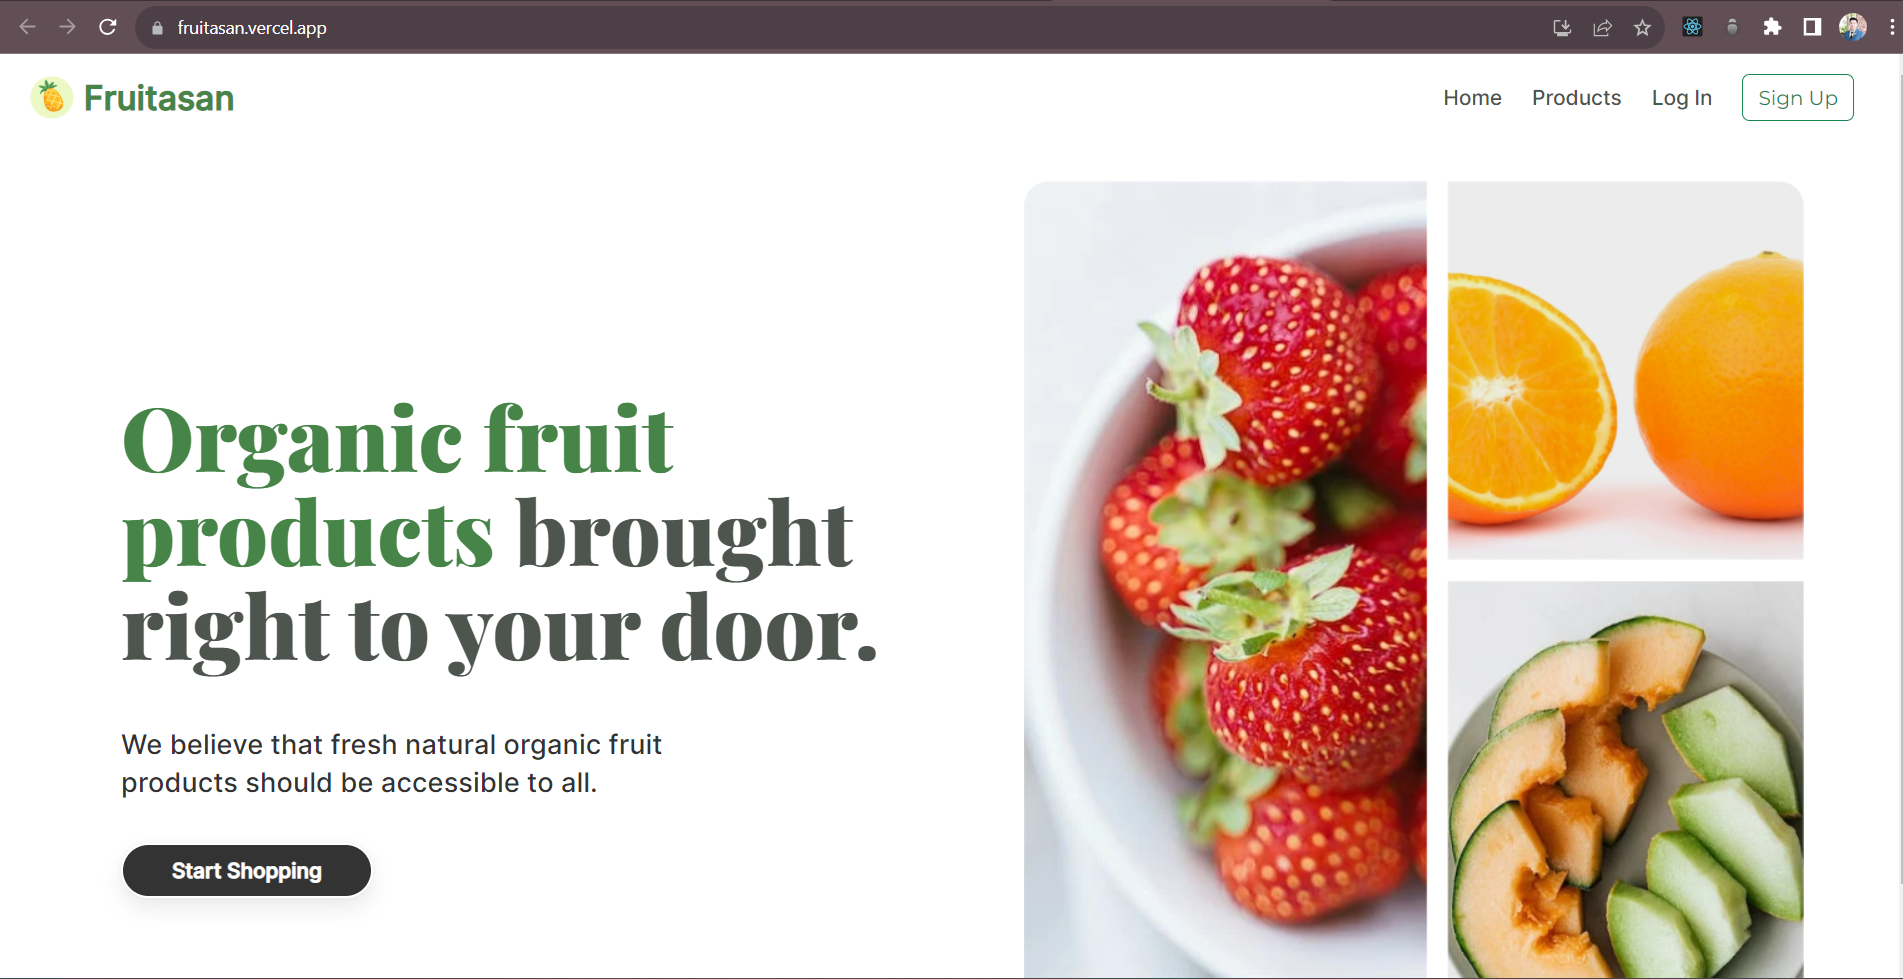 fruitasan.vercel.app
Fruitasan
Home Products Log In Sign Up
Organic fruit
products brought
right to your door.
We believe that fresh natural organic fruit
products should be accessible to all.
Start Shopping